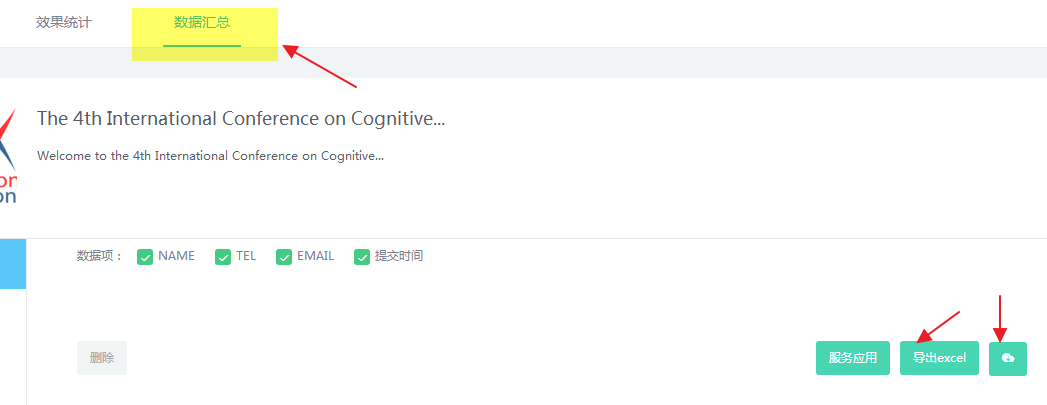 效果统计 数据汇总
The 4th International Conference on Cognitive...
Welcome to the 4th International Conference on Cognitive...
on
on
数据项： NAME TEL EMAIL 提交时间
删除 服务应用 导出excel